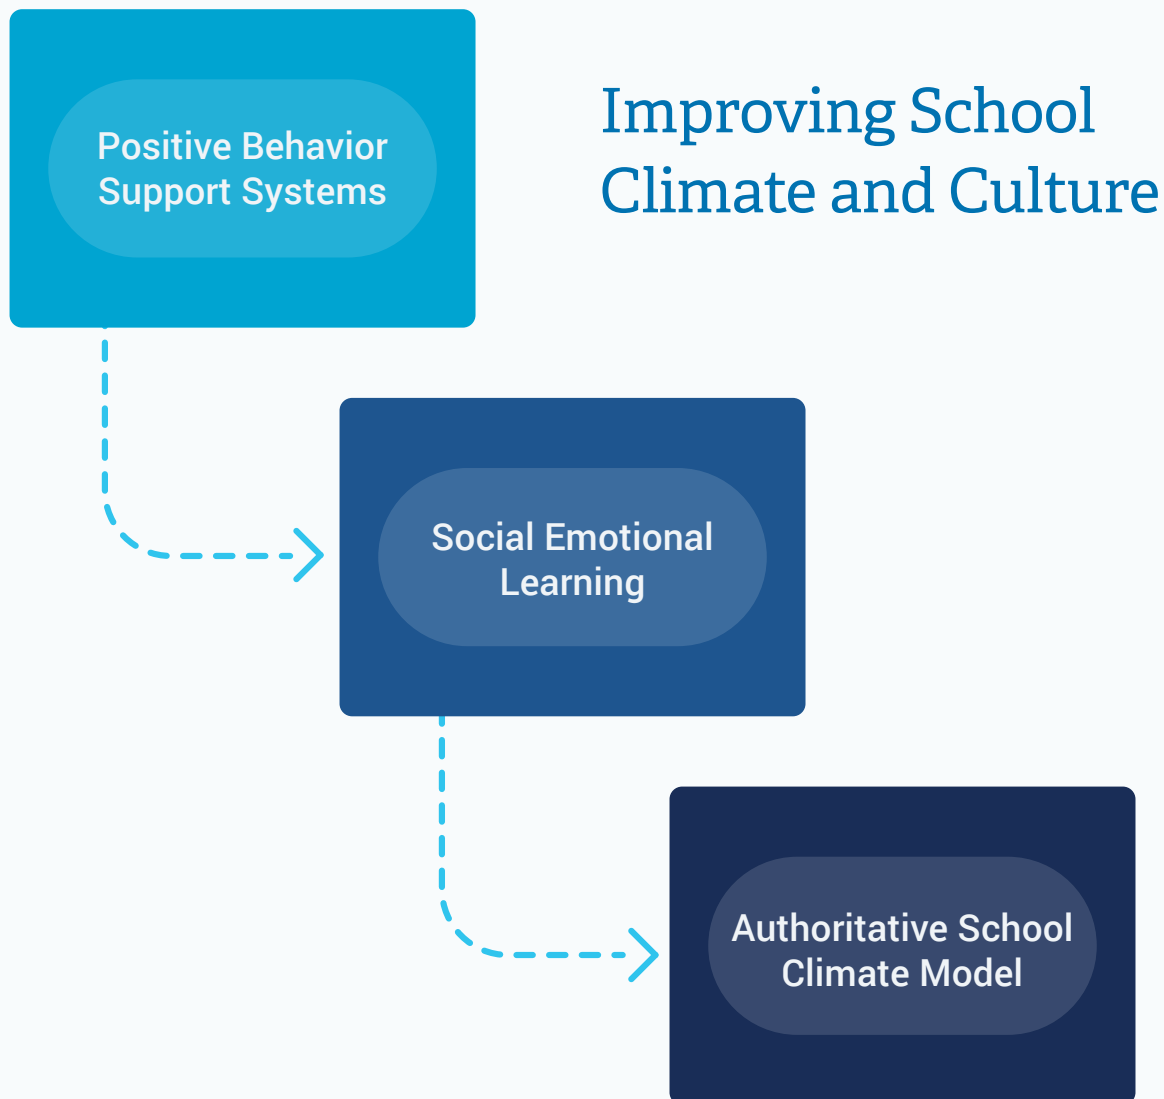 Improving School
Climate and Culture
Positive Behavior
Support Systems
Social Emotional
Learning
Authoritative School
Climate Model